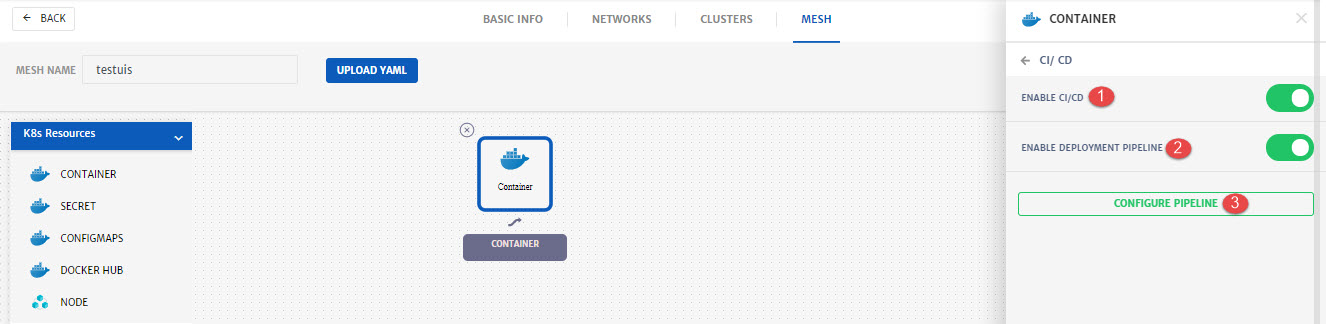 BACK
BASIC INFO
NETWORKS
CLUSTERS
MESH
MESH NAME
testuis
UPLOAD YAML
K8s Resources
CONTAINER
SECRET
CONFIGMAPS
DOCKER HUB
NODE
Container
CONTAINER
CONTAINER
CI/ CD
ENABLE CI/CD 1
ENABLE DEPLOYMENT PIPELINE 2
CONFIGURE PIPELINE 3